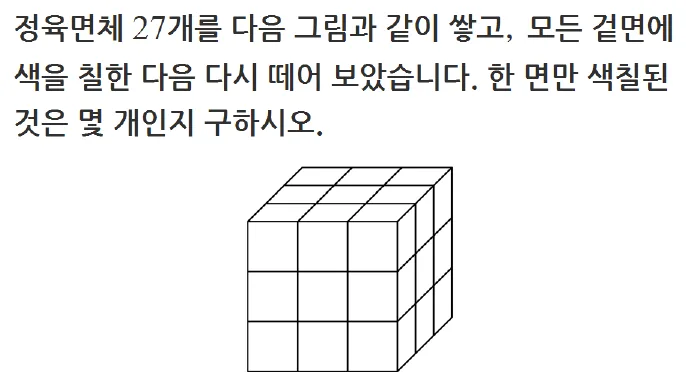 정육면체 27개를 다음 그림과 같이 쌓고, 모든 겉면에
색을 칠한 다음 다시 떼어 보았습니다. 한 면만 색칠된
것은 몇 개인지 구하시오.